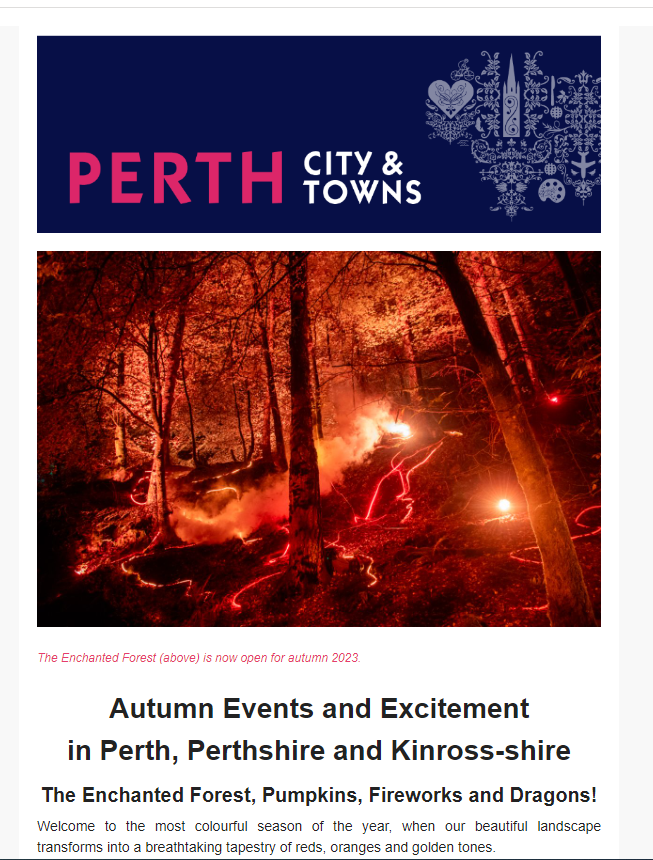 PERTH CITY &
TOWNS
The Enchanted Forest (above) is now open for autumn 2023.
Autumn Events and Excitement
in Perth, Perthshire and Kinross-shire
The Enchanted Forest, Pumpkins, Fireworks and Dragons!
Welcome to the most colourful season of the year, when our beautiful landscape
transforms into a breathtaking tapestry of reds, oranges and golden tones.